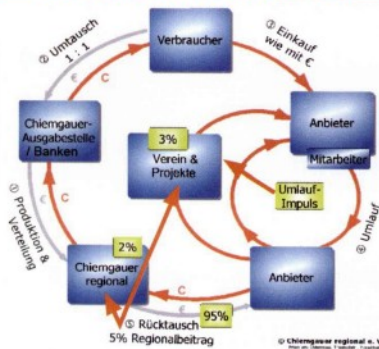 ② Umtausch
1 : 1
Verbraucher
③ Einkauf
wie mit €
€
C
Chiemgauer-
Ausgabestelle
/ Banken
3%
Verein &
Projekte
Anbieter
Mitarbeiter
Umlauf-
Impuls
① Produktion &
Verteilung
€
C
④ Umlauf
2%
Chiemgauer
regional
C
Anbieter
€
95%
⑤ Rücktausch
5% Regionalbeitrag
© Chiemgauer regional e. V